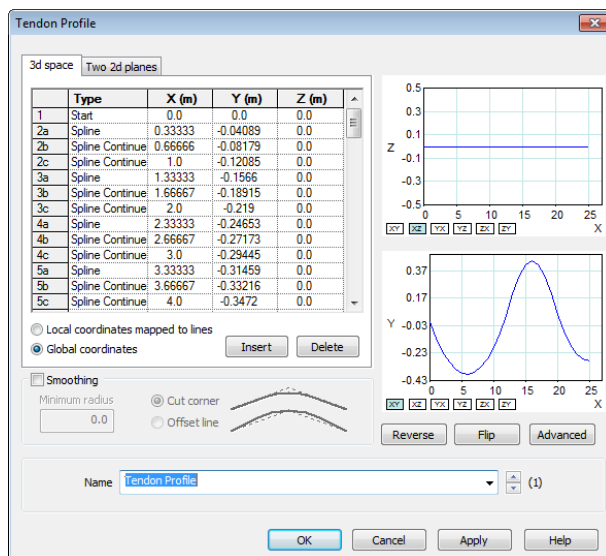 Tendon Profile
3d space Two 2d planes
Type X (m) Y (m) Z (m)
1 Start 0.0 0.0 0.0
2a Spline 0.33333 -0.04089 0.0
2b Spline Continue 0.66666 -0.08179 0.0
2c Spline Continue 1.0 -0.12085 0.0
3a Spline 1.33333 -0.1566 0.0
3b Spline Continue 1.66667 -0.18915 0.0
3c Spline Continue 2.0 -0.219 0.0
4a Spline 2.33333 -0.24653 0.0
4b Spline Continue 2.66667 -0.27173 0.0
4c Spline Continue 3.0 -0.29445 0.0
5a Spline 3.33333 -0.31459 0.0
5b Spline Continue 3.66667 -0.33216 0.0
5c Spline Continue 4.0 -0.3472 0.0
Local coordinates mapped to lines
Global coordinates Insert Delete
Smoothing
Minimum radius
0.0
Cut corner
Offset line
0.5
0.3
0.1
Z
-0.1
-0.3
-0.5
0 5 10 15 20 25
X
XY XZ YX YZ ZX ZY
0.37
0.17
Y -0.03
-0.23
-0.43
0 5 10 15 20 25
X
XY XZ YX YZ ZX ZY
Reverse Flip Advanced
Name Tendon Profile (1)
OK Cancel Apply Help